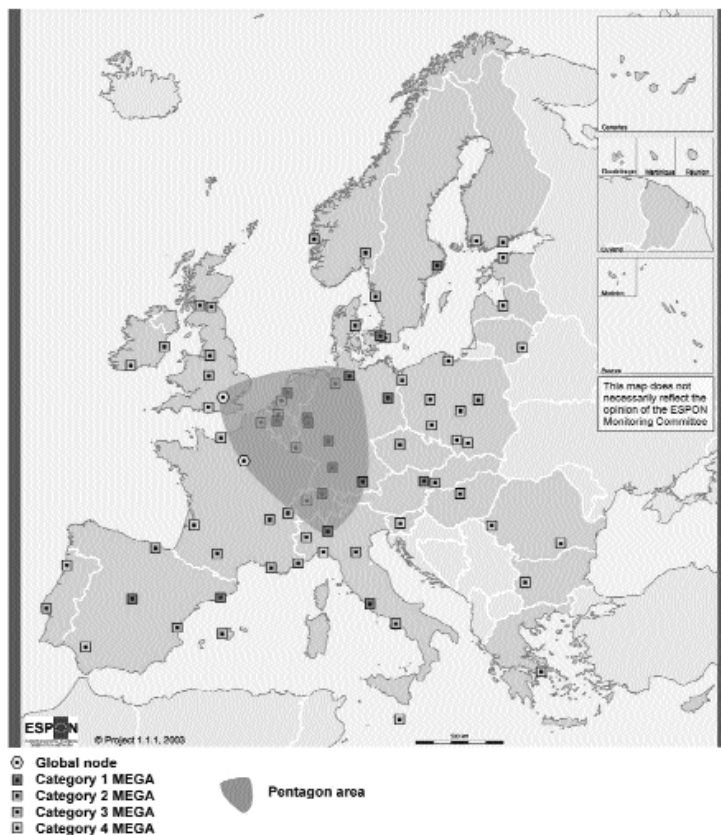 Canaries
Guadeloupe Martinique Réunion
Guyane
Madeira
This map does not
necessarily reflect the
opinion of the ESPON
Monitoring Committee
ESPON
© Project 1.1.1, 2003
Global node
Category 1 MEGA
Category 2 MEGA
Category 3 MEGA
Category 4 MEGA
Pentagon area